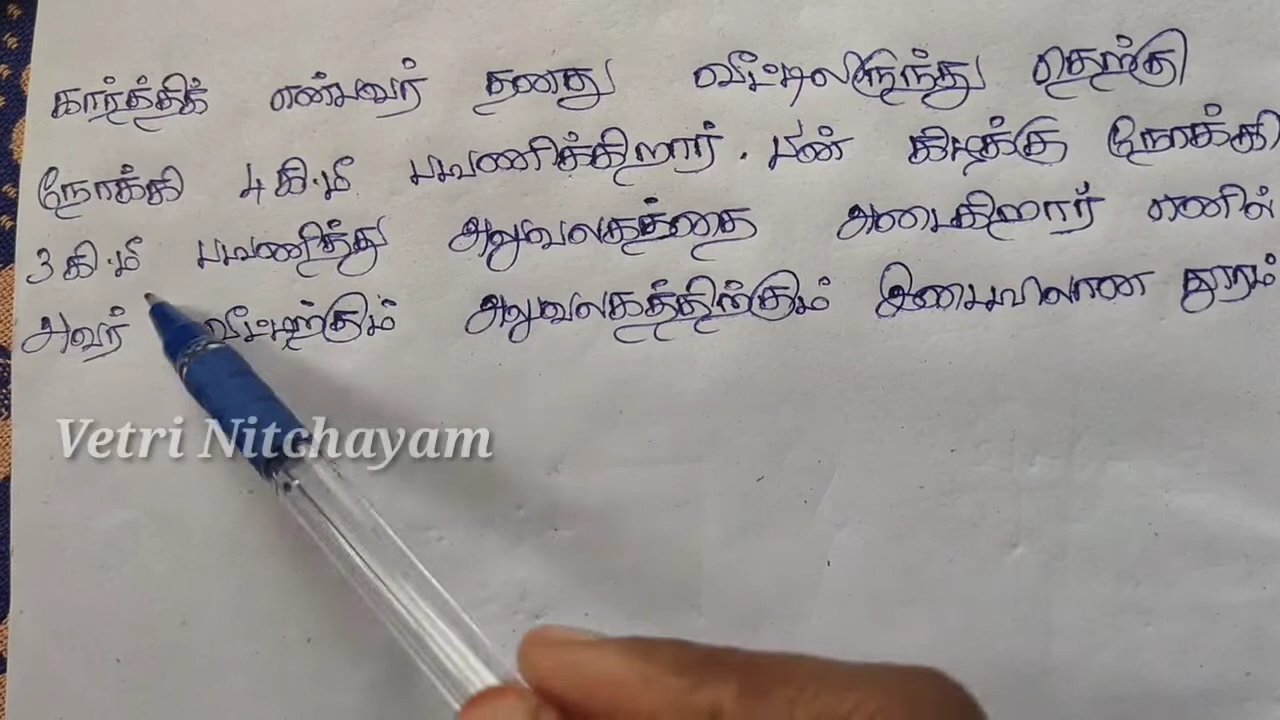 கார்த்திக் என்பவர் தனது வீட்டிலிருந்து தெற்கு
நோக்கி 4 கி.மீ பயணிக்கிறார். பின் கிழக்கு நோக்கி
3 கி.மீ பயணித்து அலுவலகத்தை அடைகிறார் எனில்
அவர் வீட்டிற்கும் அலுவலகத்திற்கும் இடையிலான தூரம்
Vetri Nitchayam